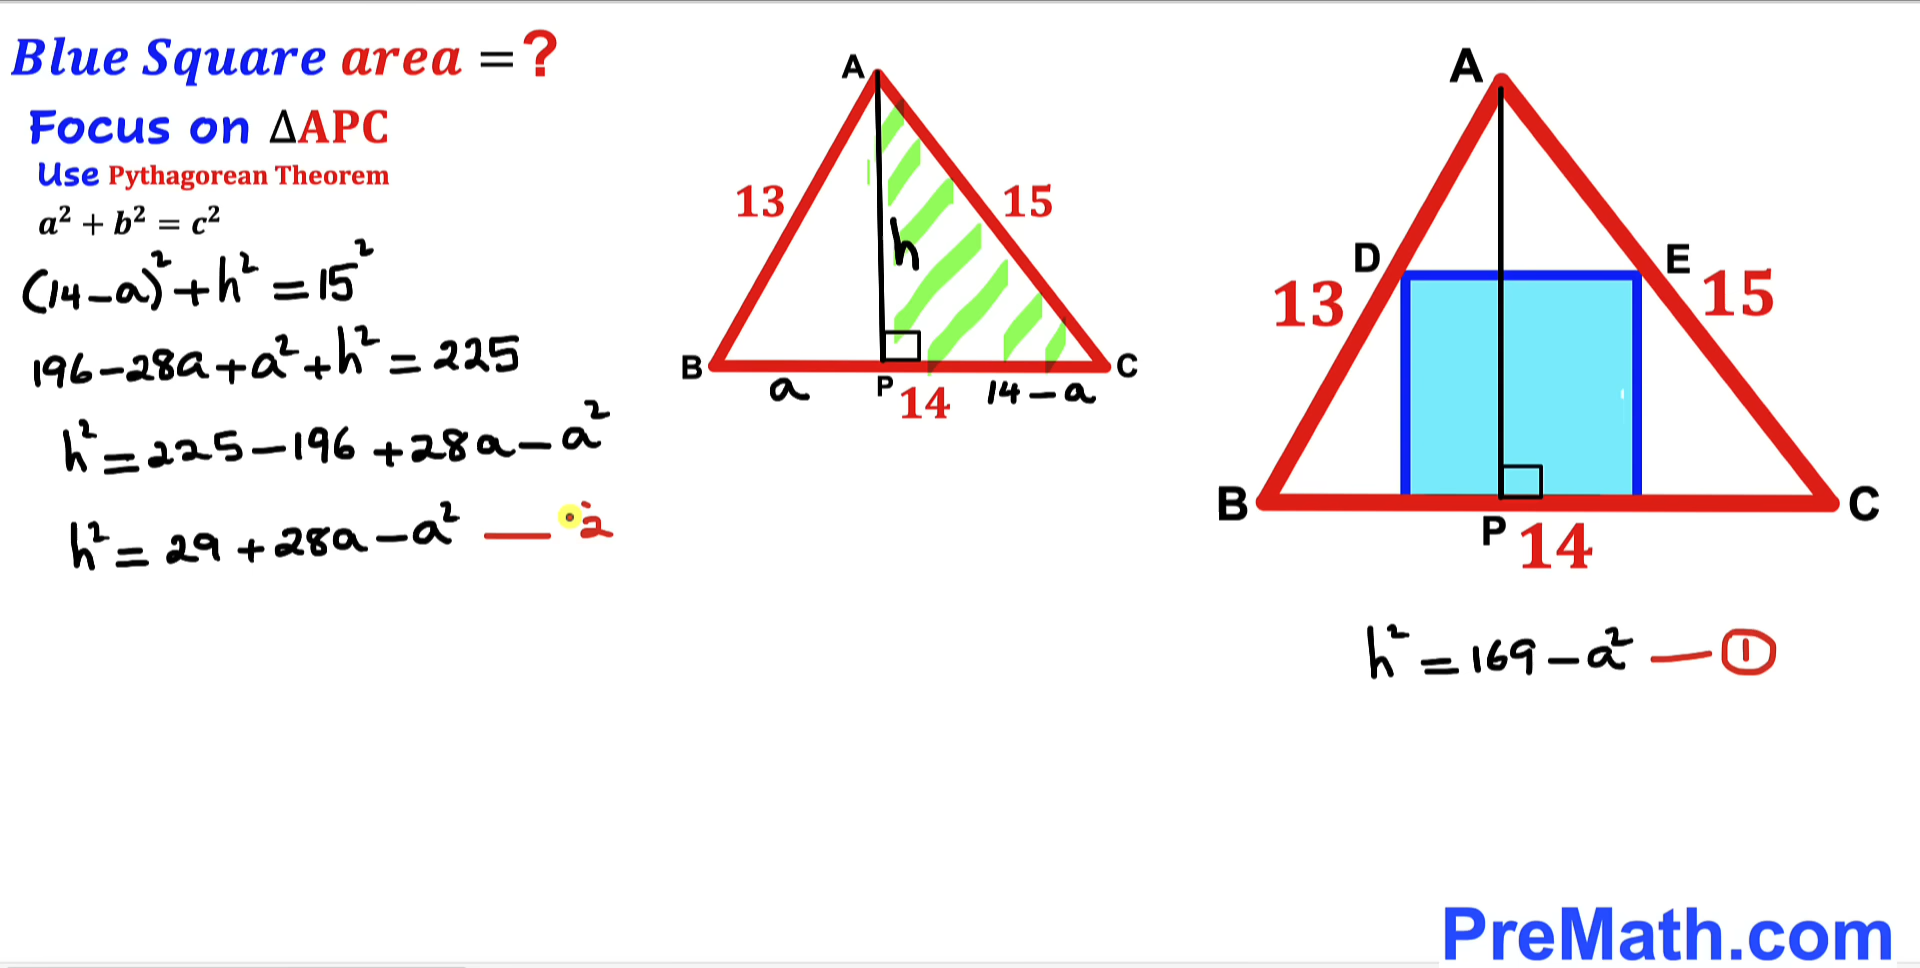 Blue Square area = ?
Focus on ΔAPC
Use Pythagorean Theorem
a² + b² = c²
(14-a)² + h² = 15²
196-28a+a²+h² = 225
h² = 225-196+28a-a²
h² = 29+28a-a² — 2
A
13
15
h
B
C
a
P
14
14-a
A
D
E
13
15
B
C
P
14
h² = 169-a² — ①
PreMath.com